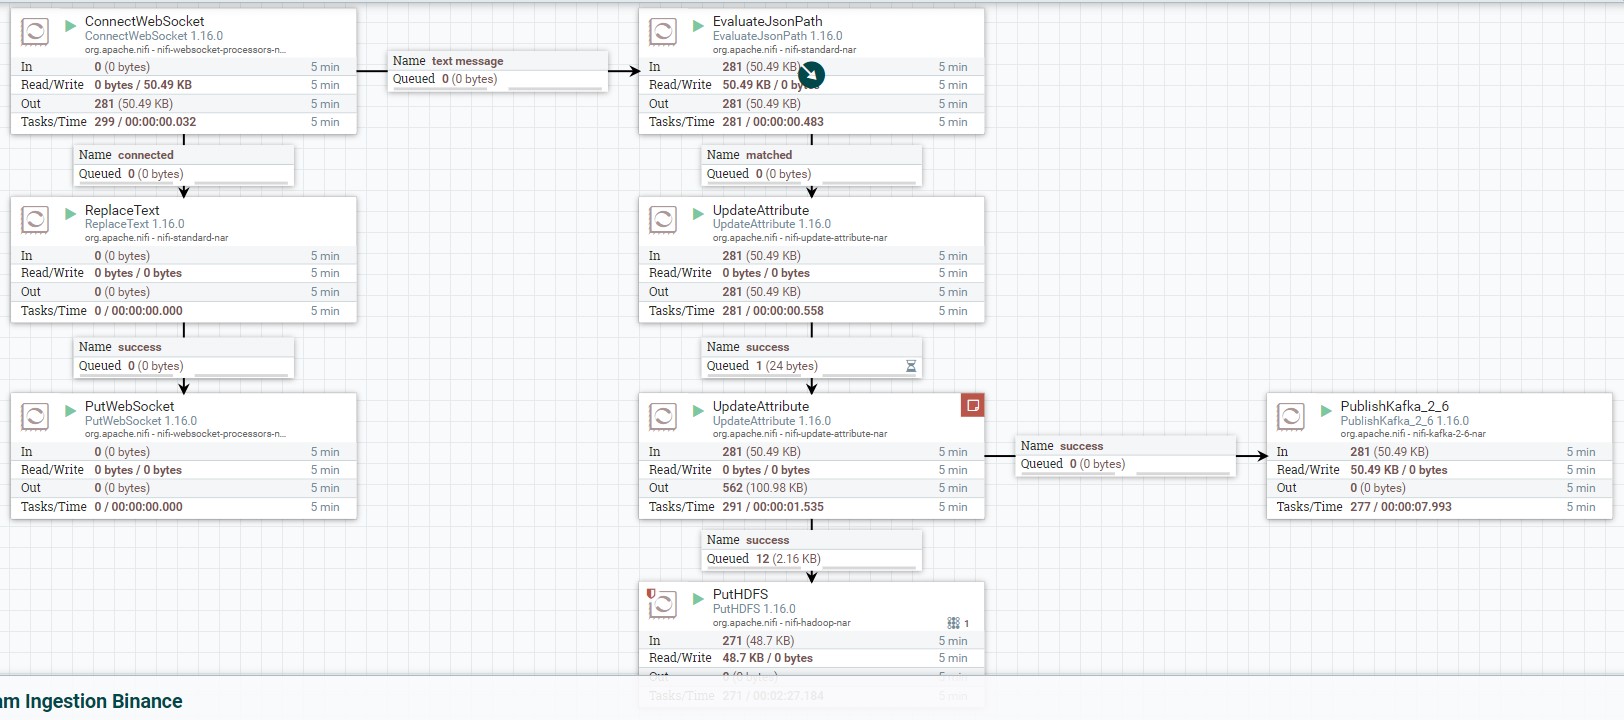 ConnectWebSocket
ConnectWebSocket 1.16.0
org.apache.nifi - nifi-websocket-processors-n...
In 0 (0 bytes) 5 min
Read/Write 0 bytes / 50.49 KB 5 min
Out 281 (50.49 KB) 5 min
Tasks/Time 299 / 00:00:00.032 5 min
Name text message
Queued 0 (0 bytes)
EvaluateJsonPath
EvaluateJsonPath 1.16.0
org.apache.nifi - nifi-standard-nar
In 281 (50.49 KB) 5 min
Read/Write 50.49 KB / 0 bytes 5 min
Out 281 (50.49 KB) 5 min
Tasks/Time 281 / 00:00:00.483 5 min
Name connected
Queued 0 (0 bytes)
Name matched
Queued 0 (0 bytes)
ReplaceText
ReplaceText 1.16.0
org.apache.nifi - nifi-standard-nar
In 0 (0 bytes) 5 min
Read/Write 0 bytes / 0 bytes 5 min
Out 0 (0 bytes) 5 min
Tasks/Time 0 / 00:00:00.000 5 min
UpdateAttribute
UpdateAttribute 1.16.0
org.apache.nifi - nifi-update-attribute-nar
In 281 (50.49 KB) 5 min
Read/Write 0 bytes / 0 bytes 5 min
Out 281 (50.49 KB) 5 min
Tasks/Time 281 / 00:00:00.558 5 min
Name success
Queued 0 (0 bytes)
Name success
Queued 1 (24 bytes)
PutWebSocket
PutWebSocket 1.16.0
org.apache.nifi - nifi-websocket-processors-n...
In 0 (0 bytes) 5 min
Read/Write 0 bytes / 0 bytes 5 min
Out 0 (0 bytes) 5 min
Tasks/Time 0 / 00:00:00.000 5 min
UpdateAttribute
UpdateAttribute 1.16.0
org.apache.nifi - nifi-update-attribute-nar
In 281 (50.49 KB) 5 min
Read/Write 0 bytes / 0 bytes 5 min
Out 562 (100.98 KB) 5 min
Tasks/Time 291 / 00:00:01.535 5 min
Name success
Queued 0 (0 bytes)
PublishKafka_2_6
PublishKafka_2_6 1.16.0
org.apache.nifi - nifi-kafka-2-6-nar
In 281 (50.49 KB) 5 min
Read/Write 50.49 KB / 0 bytes 5 min
Out 0 (0 bytes) 5 min
Tasks/Time 277 / 00:00:07.993 5 min
Name success
Queued 12 (2.16 KB)
PutHDFS
PutHDFS 1.16.0
org.apache.nifi - nifi-hadoop-nar
1
In 271 (48.7 KB) 5 min
Read/Write 48.7 KB / 0 bytes 5 min
Out 0 (0 bytes) 5 min
Tasks/Time 271 / 00:02:27.184 5 min
am Ingestion Binance